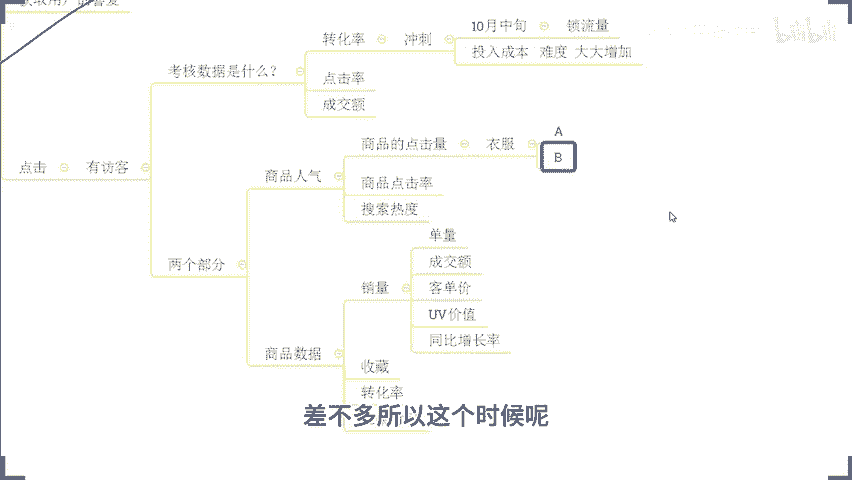 获取用户的喜爱
bilibili
转化率
冲刺
10月中旬
锁流量
投入成本 难度 大大增加
考核数据是什么？
点击率
成交额
点击
有访客
商品的点击量
衣服
A
B
商品人气
商品点击率
搜索热度
两个部分
单量
成交额
销量
客单价
UV价值
同比增长率
商品数据
收藏
转化率
差不多所以这个时候呢